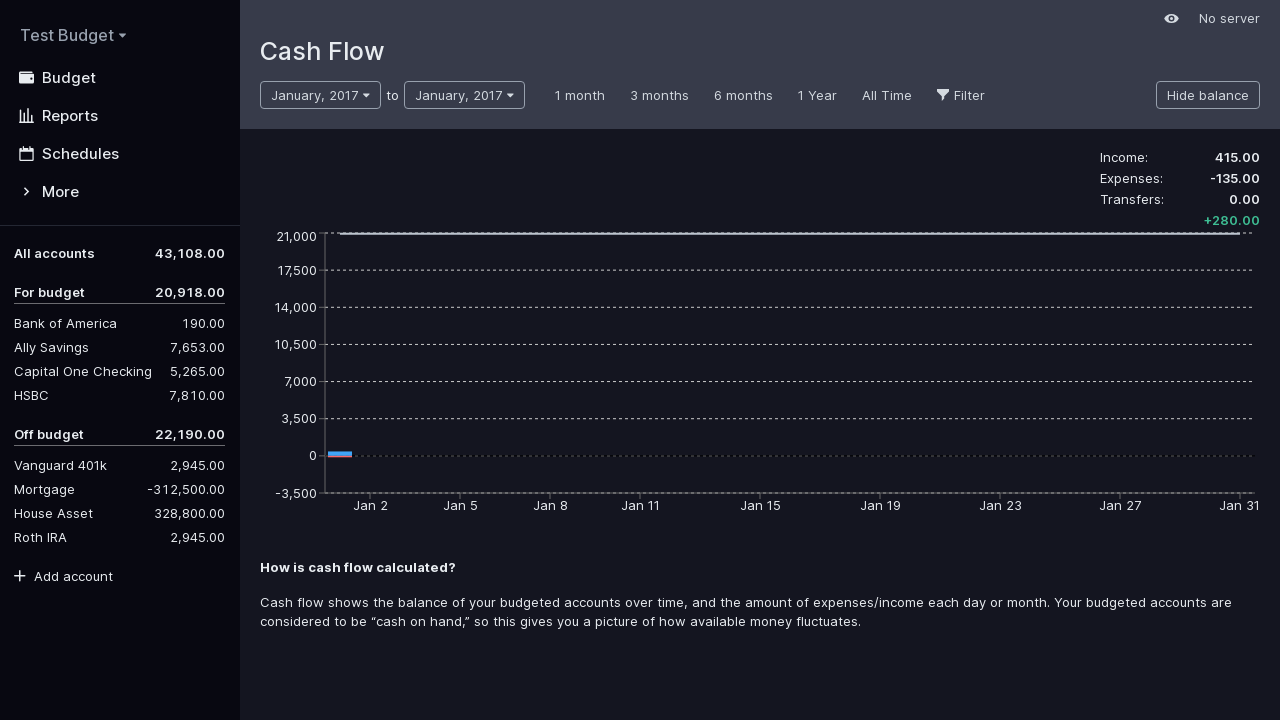 Test Budget
Budget
Reports
Schedules
More
All accounts 43,108.00
For budget 20,918.00
Bank of America 190.00
Ally Savings 7,653.00
Capital One Checking 5,265.00
HSBC 7,810.00
Off budget 22,190.00
Vanguard 401k 2,945.00
Mortgage -312,500.00
House Asset 328,800.00
Roth IRA 2,945.00
Add account
No server
Cash Flow
January, 2017 to January, 2017 1 month 3 months 6 months 1 Year All Time Filter Hide balance
Income: 415.00
Expenses: -135.00
Transfers: 0.00
+280.00
21,000
17,500
14,000
10,500
7,000
3,500
0
-3,500
Jan 2 Jan 5 Jan 8 Jan 11 Jan 15 Jan 19 Jan 23 Jan 27 Jan 31
How is cash flow calculated?
Cash flow shows the balance of your budgeted accounts over time, and the amount of expenses/income each day or month. Your budgeted accounts are
considered to be “cash on hand,” so this gives you a picture of how available money fluctuates.